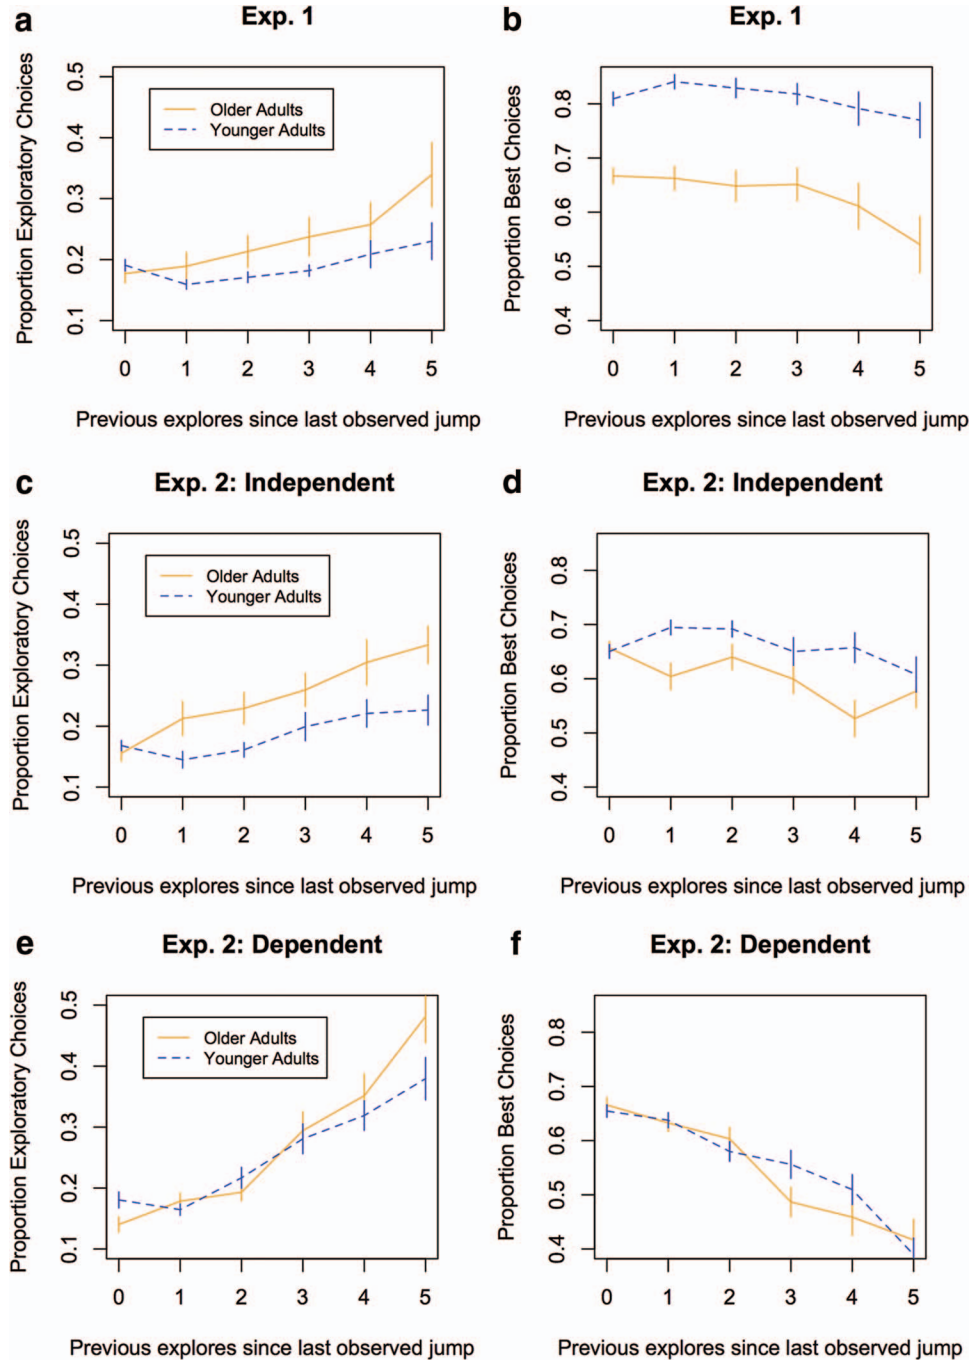 a
Exp. 1
Proportion Exploratory Choices
0.5
0.4
0.3
0.2
0.1
Older Adults
Younger Adults
0 1 2 3 4 5
Previous explores since last observed jump
b
Exp. 1
Proportion Best Choices
0.8
0.7
0.6
0.5
0.4
0 1 2 3 4 5
Previous explores since last observed jump
c
Exp. 2: Independent
Proportion Exploratory Choices
0.5
0.4
0.3
0.2
0.1
Older Adults
Younger Adults
0 1 2 3 4 5
Previous explores since last observed jump
d
Exp. 2: Independent
Proportion Best Choices
0.8
0.7
0.6
0.5
0.4
0 1 2 3 4 5
Previous explores since last observed jump
e
Exp. 2: Dependent
Proportion Exploratory Choices
0.5
0.4
0.3
0.2
0.1
Older Adults
Younger Adults
0 1 2 3 4 5
Previous explores since last observed jump
f
Exp. 2: Dependent
Proportion Best Choices
0.8
0.7
0.6
0.5
0.4
0 1 2 3 4 5
Previous explores since last observed jump